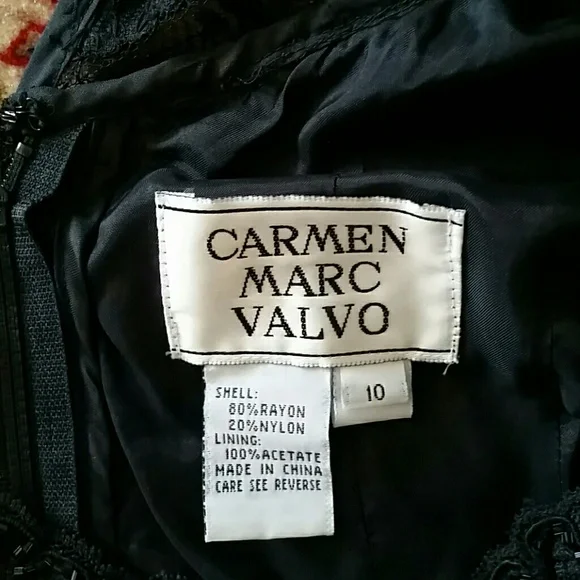 CARMEN
MARC
VALVO
10
SHELL:
80%RAYON
20%NYLON
LINING:
100%ACETATE
MADE IN CHINA
CARE SEE REVERSE